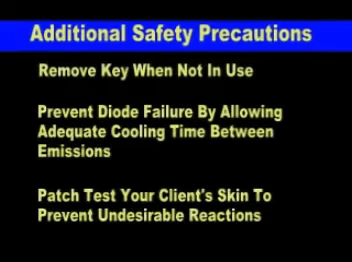 Additional Safety Precautions
Remove Key When Not In Use
Prevent Diode Failure By Allowing
Adequate Cooling Time Between
Emissions
Patch Test Your Client's Skin To
Prevent Undesirable Reactions